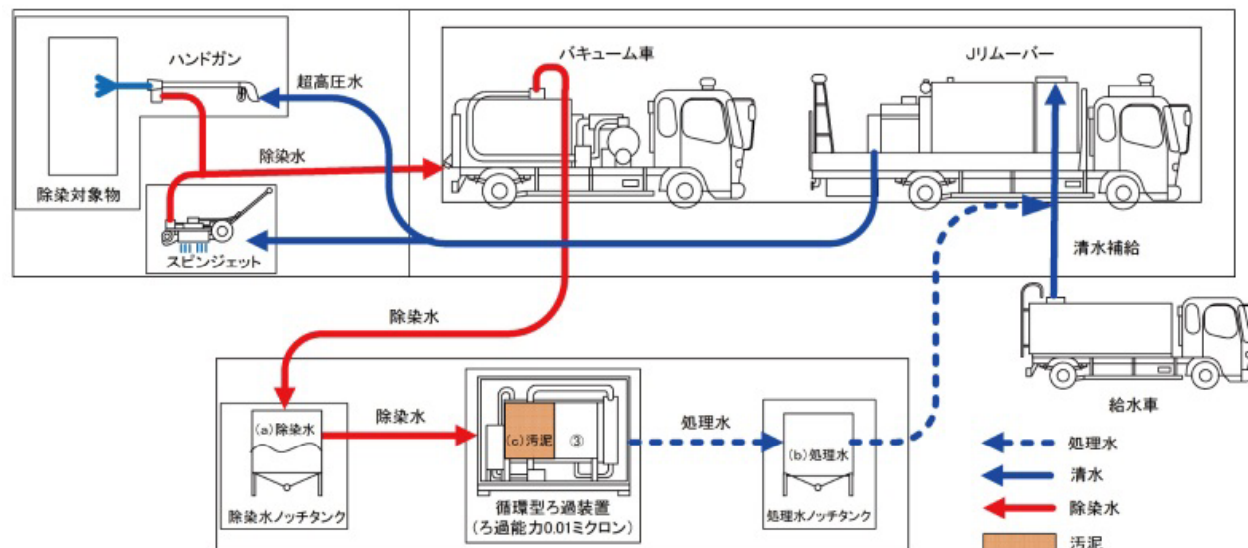 ハンドガン
超高圧水
バキューム車
Jリムーバー
除染水
除染対象物
スピンジェット
清水補給
除染水
給水車
(a)除染水
除染水
(c)汚泥
③
処理水
(b)処理水
除染水ノッチタンク
循環型ろ過装置
(ろ過能力0.01ミクロン)
処理水ノッチタンク
処理水
清水
除染水
汚泥